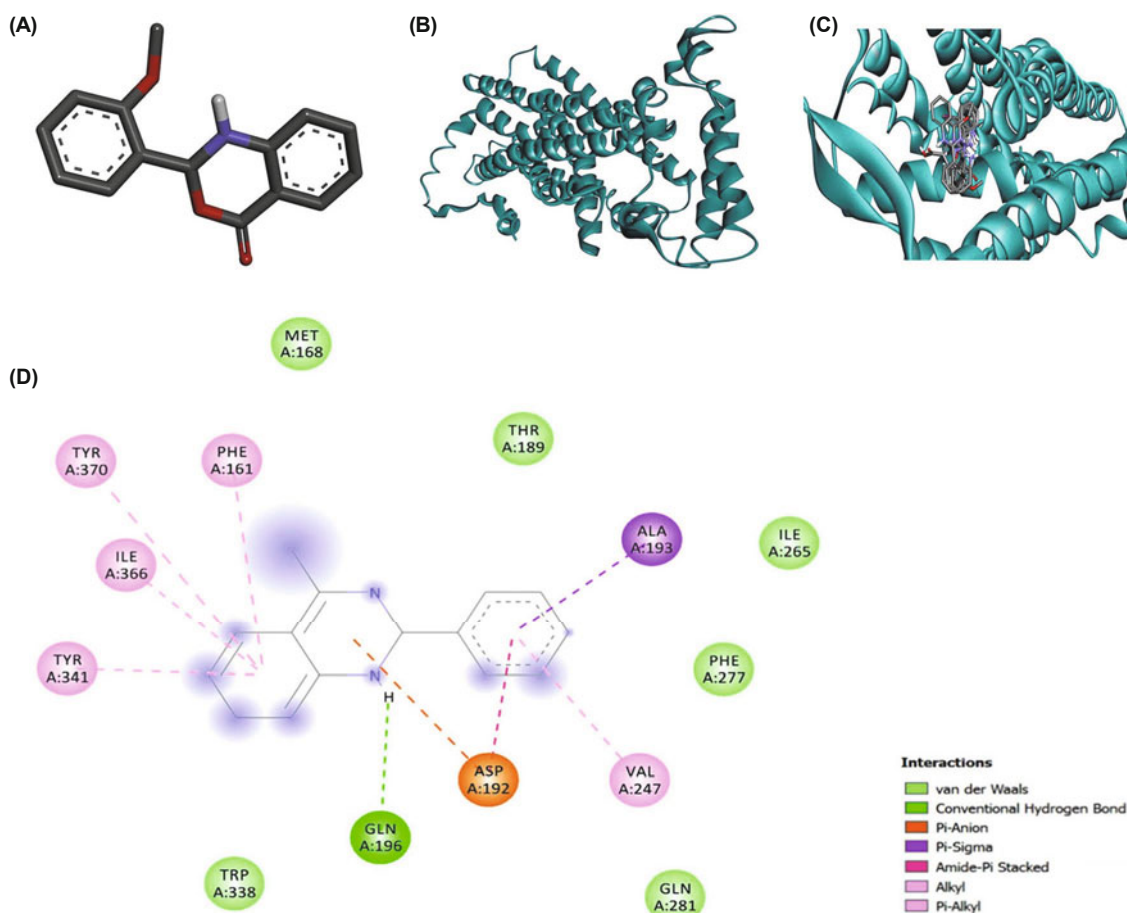 (A)
(B)
(C)
MET
A:168
(D)
THR
A:189
TYR
A:370
PHE
A:161
ALA
A:193
ILE
A:265
ILE
A:366
N
TYR
A:341
PHE
A:277
N
H
ASP
A:192
VAL
A:247
GLN
A:196
TRP
A:338
GLN
A:281
Interactions
van der Waals
Conventional Hydrogen Bond
Pi-Anion
Pi-Sigma
Amide-Pi Stacked
Alkyl
Pi-Alkyl